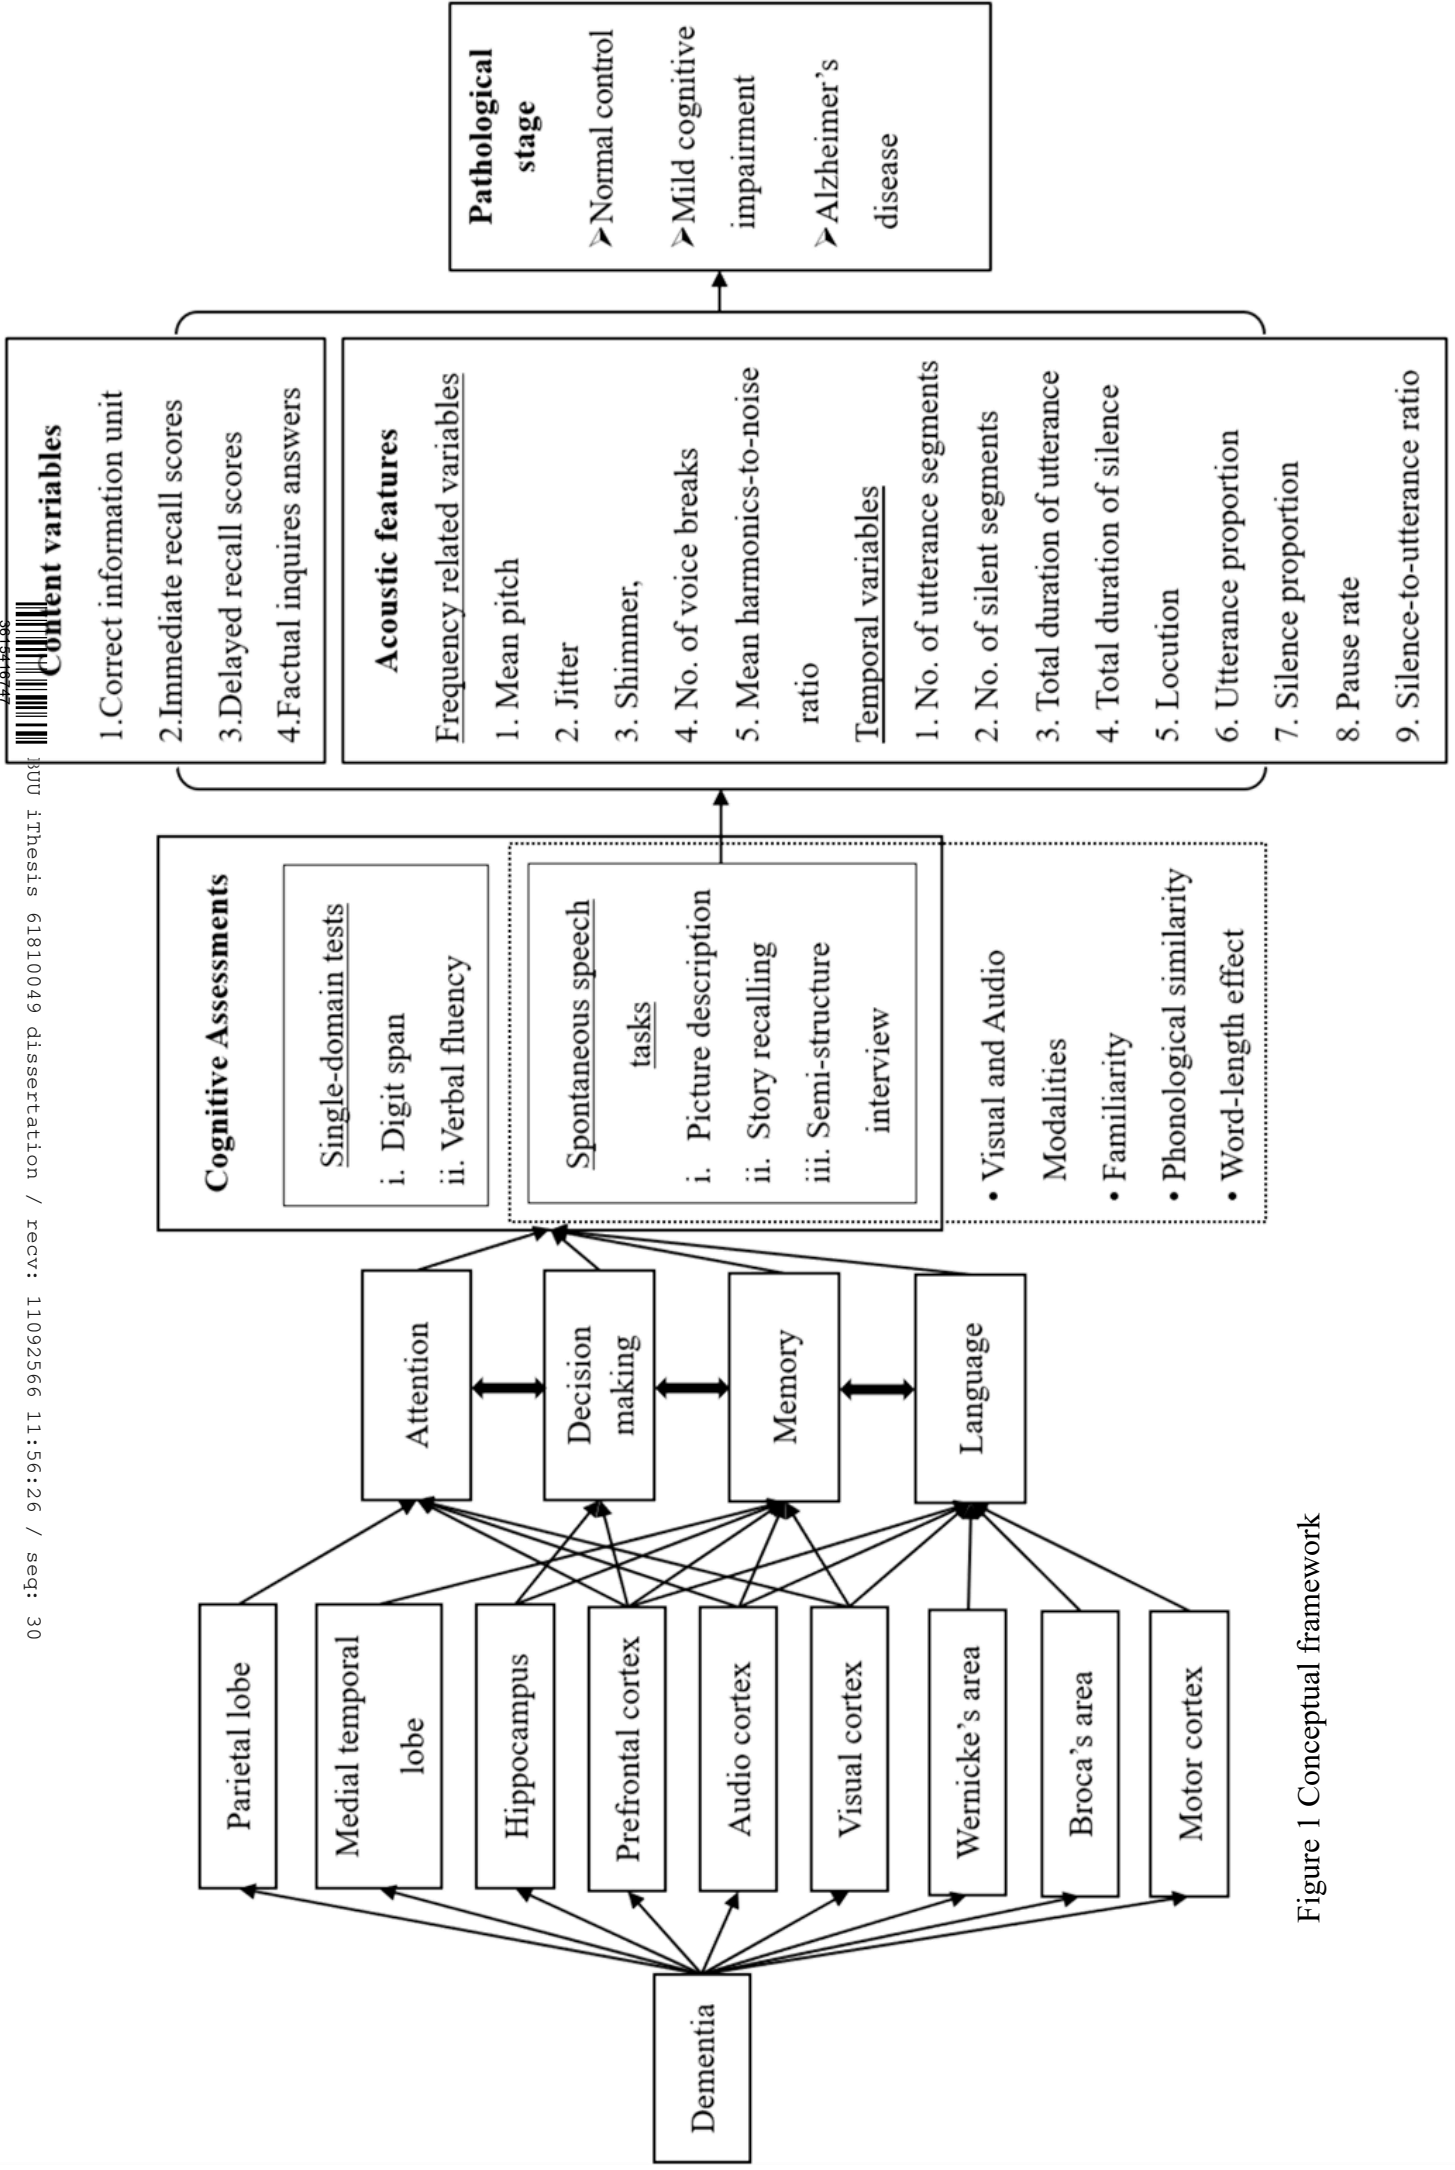 BUU iThesis 61810049 dissertation / recv: 11092566 11:56:26 / seq: 30
Dementia
Parietal lobe
Medial temporal
lobe
Hippocampus
Prefrontal cortex
Audio cortex
Visual cortex
Wernicke's area
Broca's area
Motor cortex
Attention
Decision
making
Memory
Language
Cognitive Assessments
Single-domain tests
i. Digit span
ii. Verbal fluency
Spontaneous speech
tasks
i. Picture description
ii. Story recalling
iii. Semi-structure
interview
• Visual and Audio
Modalities
• Familiarity
• Phonological similarity
• Word-length effect
Content variables
1.Correct information unit
2.Immediate recall scores
3.Delayed recall scores
4.Factual inquires answers
Acoustic features
Frequency related variables
1. Mean pitch
2. Jitter
3. Shimmer,
4. No. of voice breaks
5. Mean harmonics-to-noise
ratio
Temporal variables
1. No. of utterance segments
2. No. of silent segments
3. Total duration of utterance
4. Total duration of silence
5. Locution
6. Utterance proportion
7. Silence proportion
8. Pause rate
9. Silence-to-utterance ratio
Pathological
stage
➢Normal control
➢Mild cognitive
impairment
➢Alzheimer's
disease
Figure 1 Conceptual framework